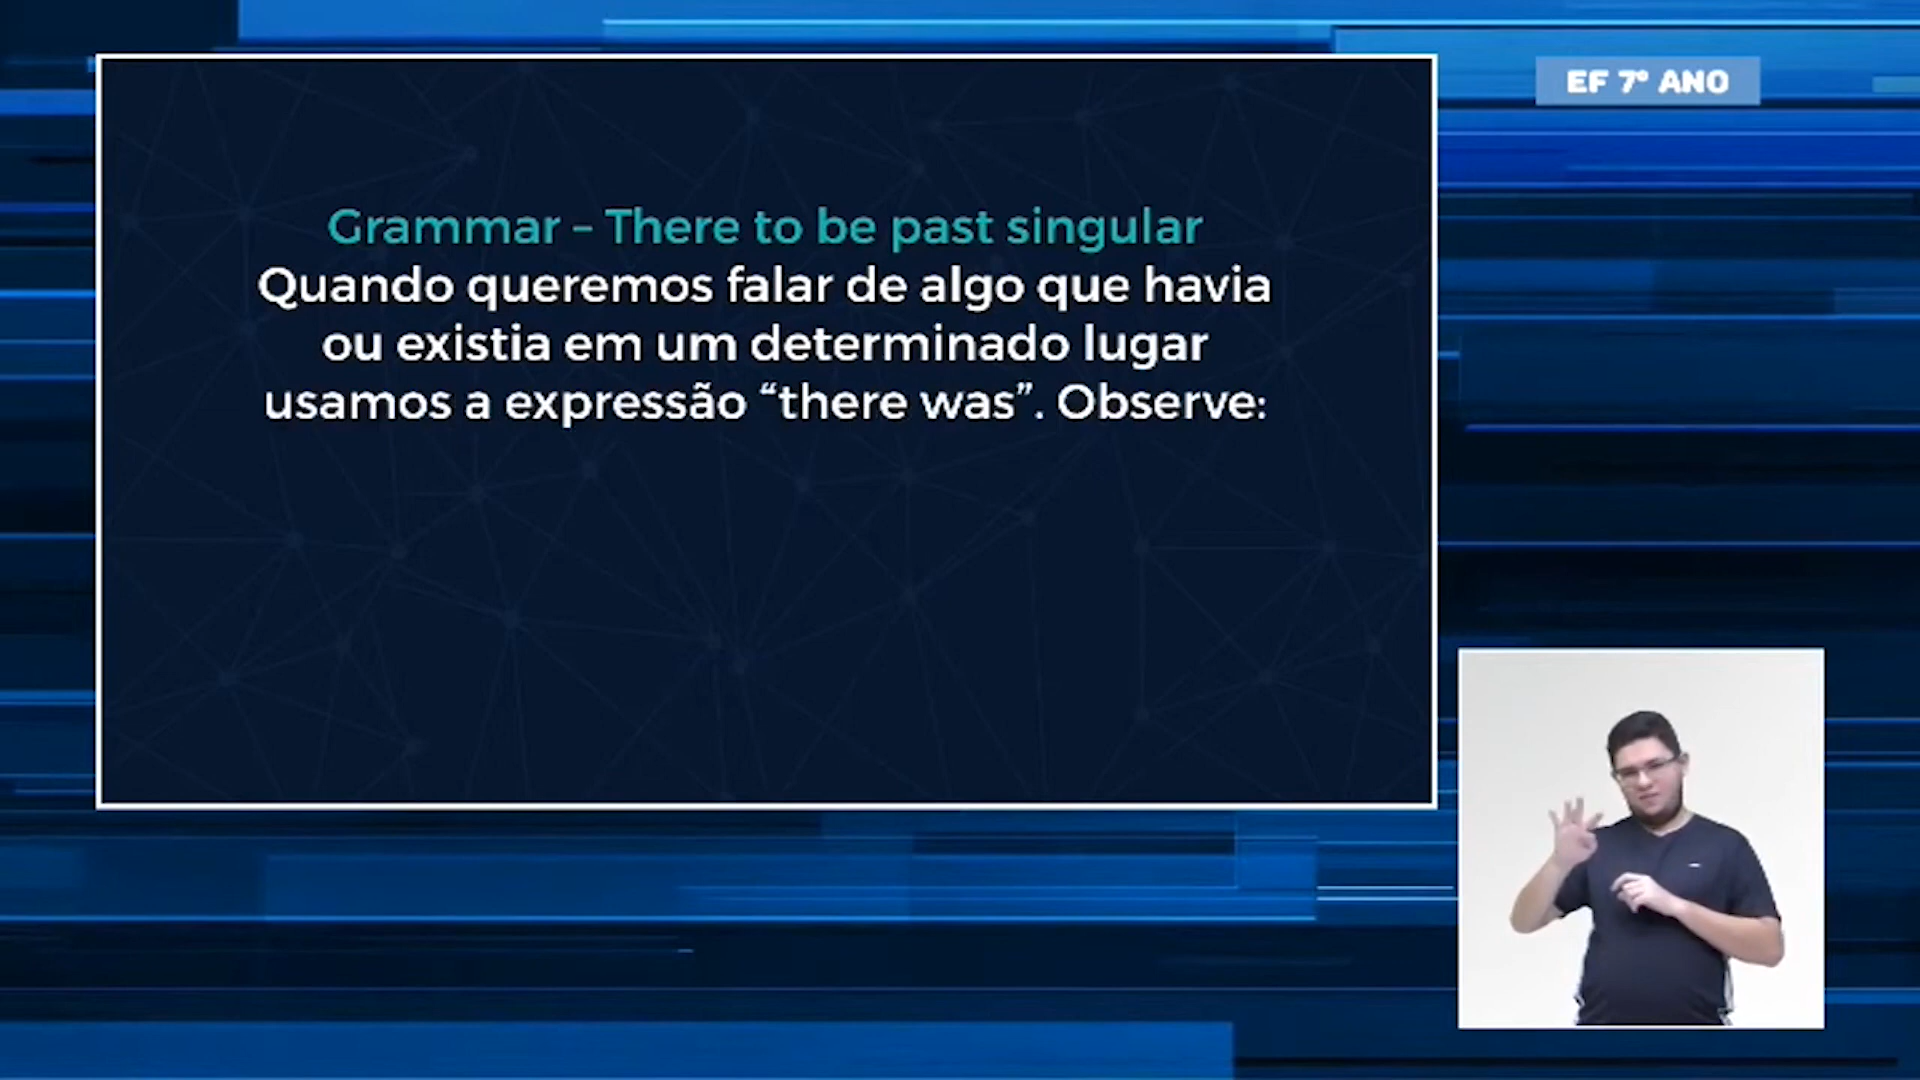 EF 7º ANO
Grammar – There to be past singular
Quando queremos falar de algo que havia
ou existia em um determinado lugar
usamos a expressão “there was”. Observe: